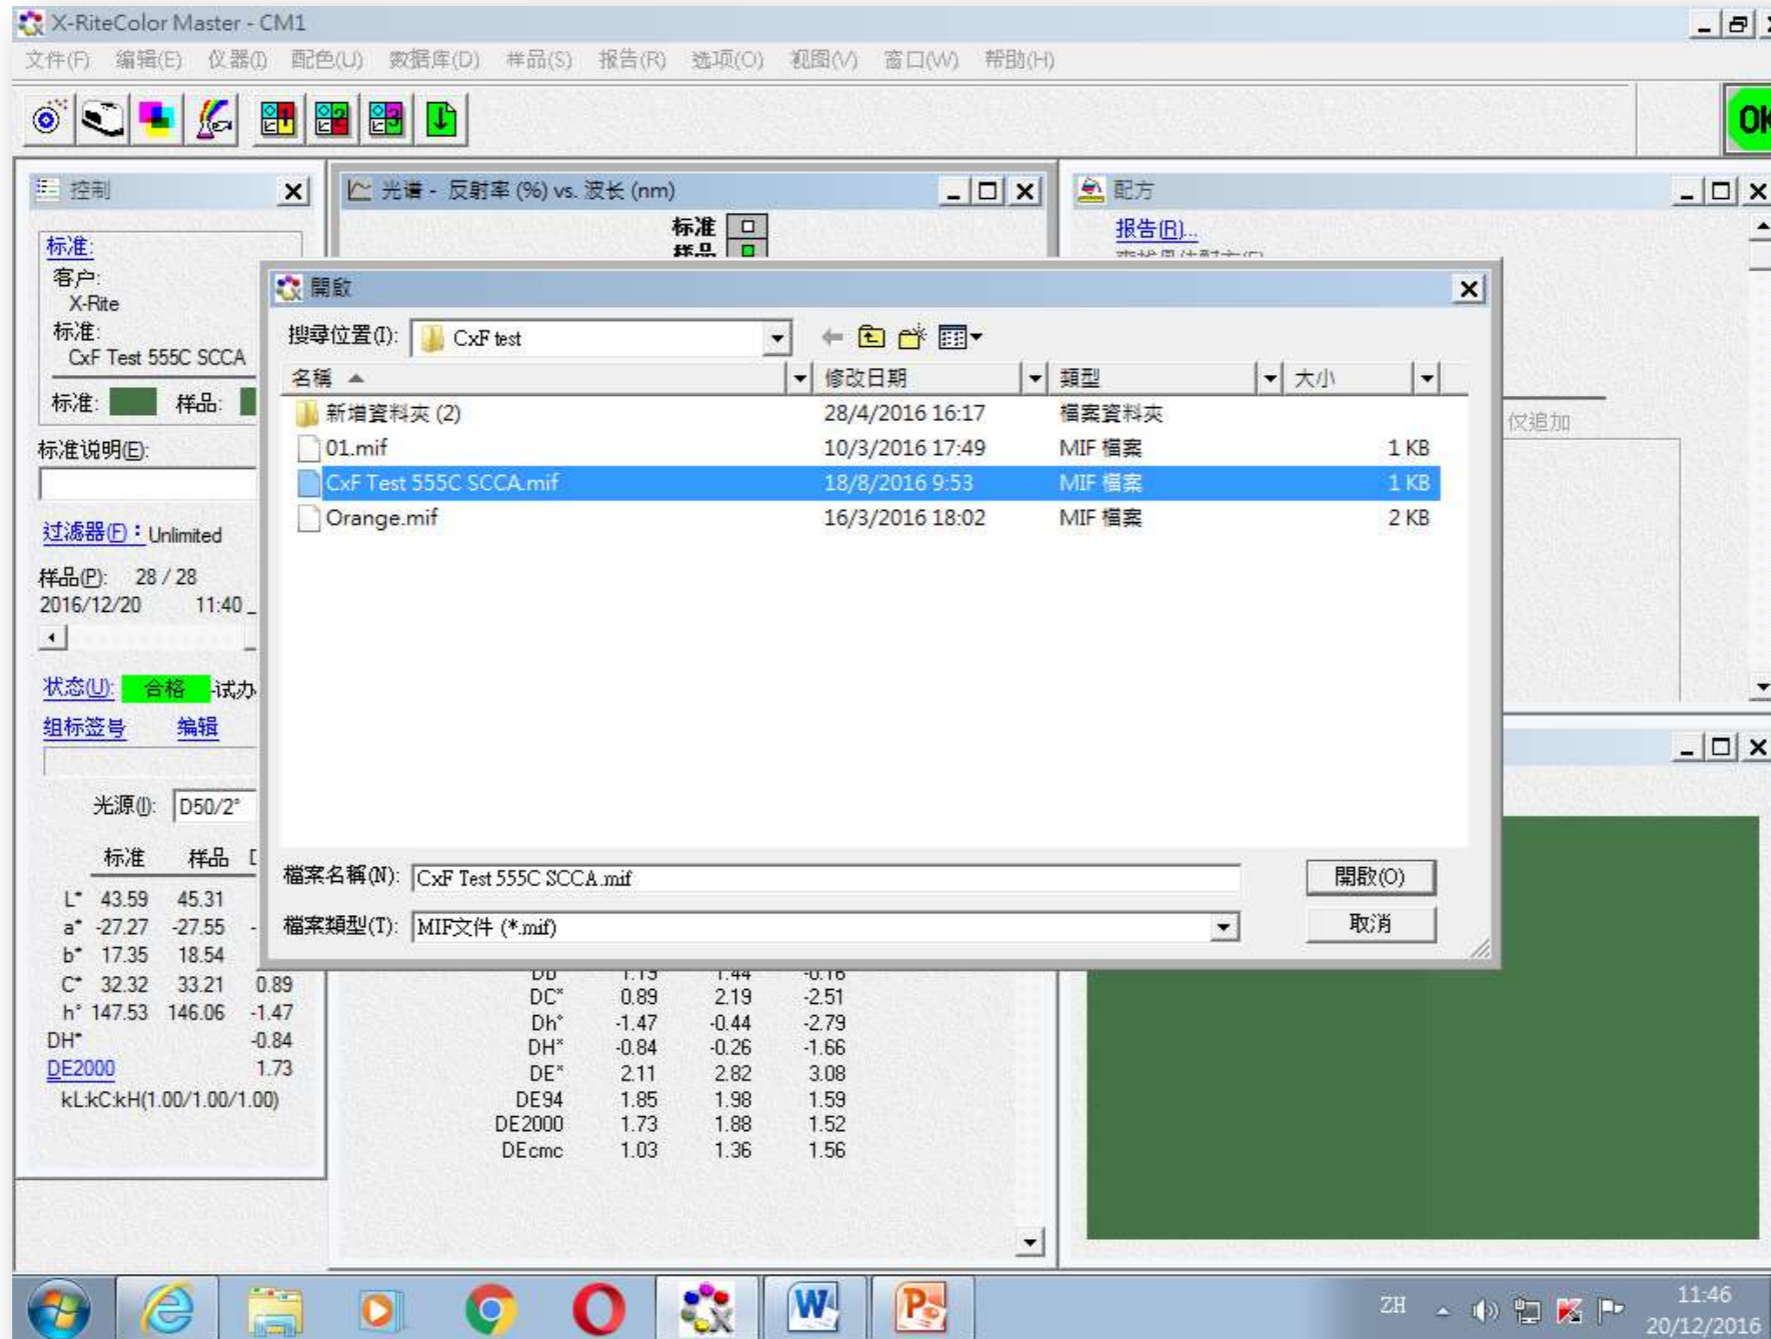 X-RiteColor Master - CM1
文件(F) 编辑(E) 仪器(I) 配色(U) 数据库(D) 样品(S) 报告(R) 选项(O) 视图(V) 窗口(W) 帮助(H)
OK
控制
光谱 - 反射率 (%) vs. 波长 (nm)
配方
标准:
客户:
X-Rite
标准:
CxF Test 555C SCCA
标准: 样品:
标准说明(E):
过滤器(F): Unlimited
样品(P): 28 / 28
2016/12/20 11:40
状态(U): 合格 -试办
组标签号 编辑
光源(I): D50/2°
标准 样品
L* 43.59 45.31
a* -27.27 -27.55 -
b* 17.35 18.54
C* 32.32 33.21 0.89
h° 147.53 146.06 -1.47
DH* -0.84
DE2000 1.73
kL:kC:kH(1.00/1.00/1.00)
标准
样品
报告(R)...
仅追加
開啟
搜尋位置(I): CxF test
名稱 修改日期 類型 大小
新增資料夾 (2) 28/4/2016 16:17 檔案資料夾
01.mif 10/3/2016 17:49 MIF 檔案 1 KB
CxF Test 555C SCCA.mif 18/8/2016 9:53 MIF 檔案 1 KB
Orange.mif 16/3/2016 18:02 MIF 檔案 2 KB
檔案名稱(N): CxF Test 555C SCCA.mif 開啟(O)
檔案類型(T): MIF文件 (*.mif) 取消
1.19 1.44 -0.16
DC* 0.89 2.19 -2.51
Dh° -1.47 -0.44 -2.79
DH* -0.84 -0.26 -1.66
DE* 2.11 2.82 3.08
DE94 1.85 1.98 1.59
DE2000 1.73 1.88 1.52
DEcmc 1.03 1.36 1.56
ZH
11:46
20/12/2016